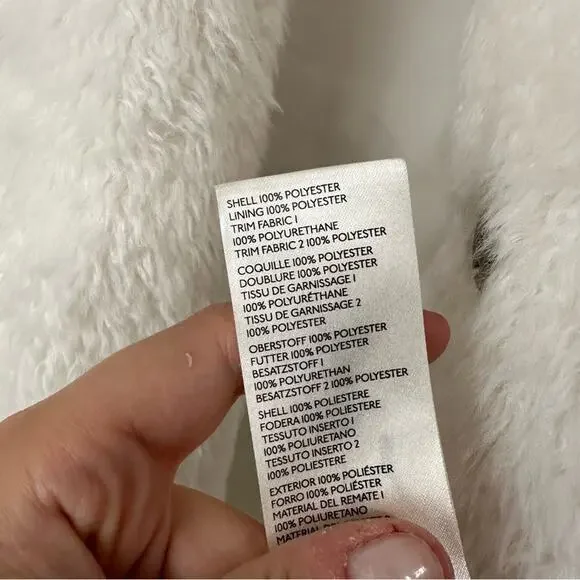 SHELL 100% POLYESTER
LINING 100% POLYESTER
TRIM FABRIC 1
100% POLYURETHANE
TRIM FABRIC 2 100% POLYESTER
COQUILLE 100% POLYESTER
DOUBLURE 100% POLYESTER
TISSU DE GARNISSAGE 1
100% POLYURÉTHANE
TISSU DE GARNISSAGE 2
100% POLYESTER
OBERSTOFF 100% POLYESTER
FUTTER 100% POLYESTER
BESATZSTOFF 1
100% POLYURETHAN
BESATZSTOFF 2 100% POLYESTER
SHELL 100% POLIESTERE
FODERA 100% POLIESTERE
TESSUTO INSERTO 1
100% POLIURETANO
TESSUTO INSERTO 2
100% POLIESTERE
EXTERIOR 100% POLIÉSTER
FORRO 100% POLIÉSTER
MATERIAL DEL REMATE 1
100% POLIURETANO
MATERIAL